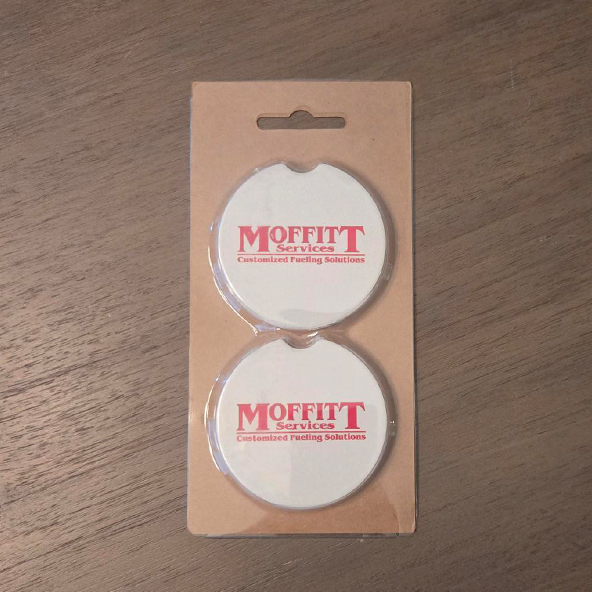 MOFFITT
Services
Customized Fueling Solutions
MOFFITT
Services
Customized Fueling Solutions